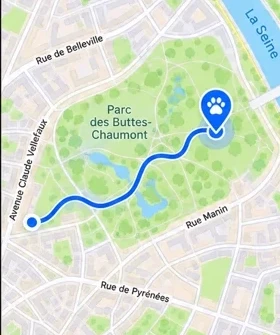 La Seine
Rue de Belleville
Parc
des Buttes-
Chaumont
Avenue Claude Vellefaux
Rue Manin
Rue de Pyrénées